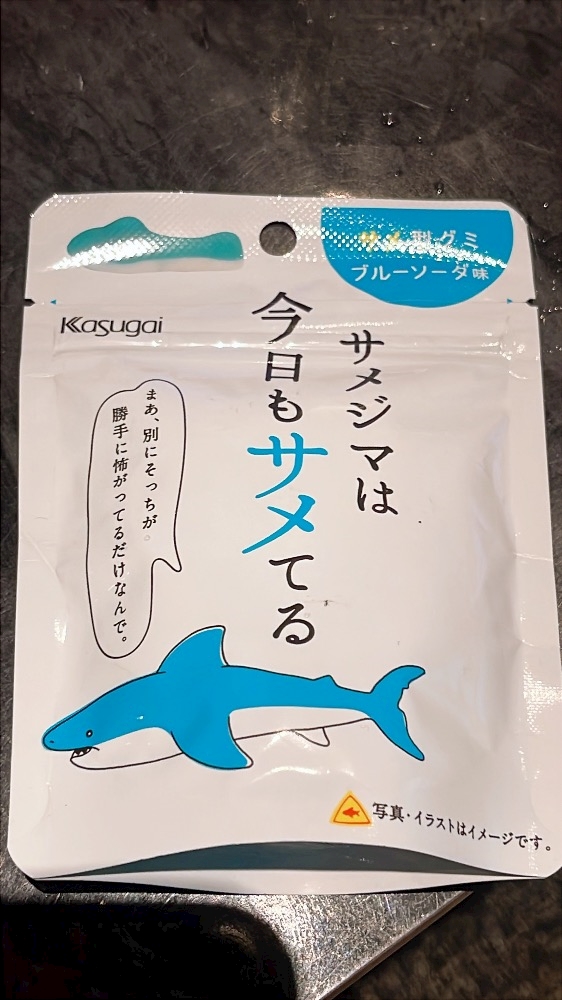 サメ型グミ
ブルーソーダ味
Kasugai
サメジマは
今日もサメてる
まあ、別にそっちが。
勝手に怖がってるだけなんで。
写真・イラストはイメージです。